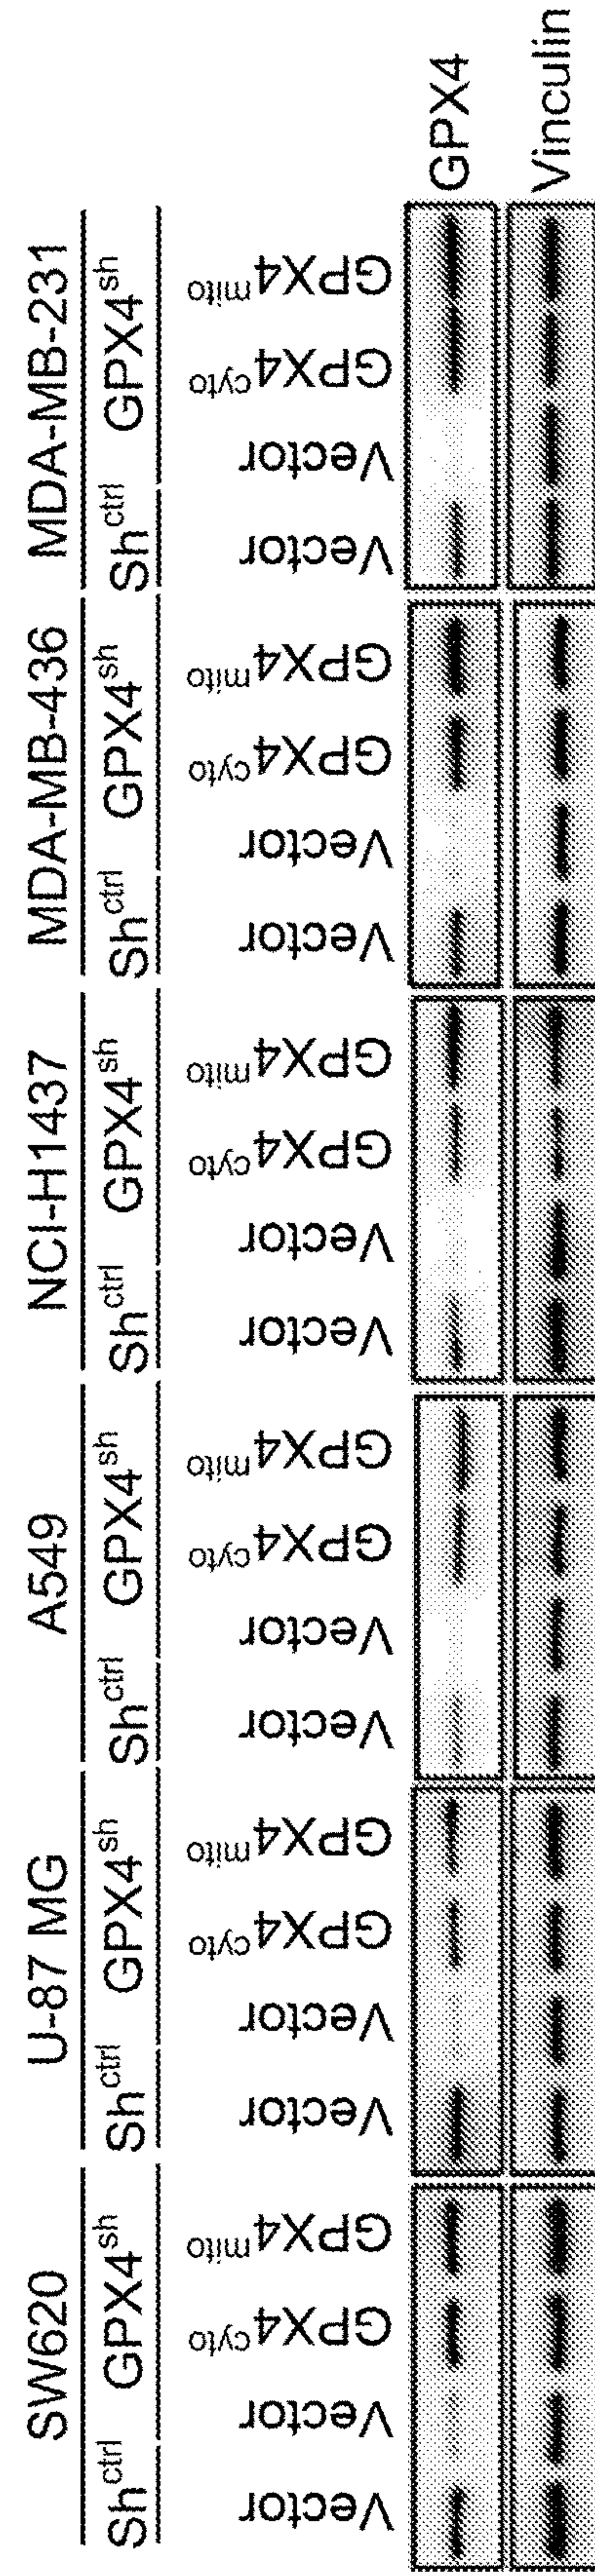 SW620 U-87 MG A549 NCI-H1437 MDA-MB-436 MDA-MB-231
Sh^ctrl GPX4^sh Sh^ctrl GPX4^sh Sh^ctrl GPX4^sh Sh^ctrl GPX4^sh Sh^ctrl GPX4^sh Sh^ctrl GPX4^sh
Vector Vector GPX4cyto GPX4mito Vector Vector GPX4cyto GPX4mito Vector Vector GPX4cyto GPX4mito Vector Vector GPX4cyto GPX4mito Vector Vector GPX4cyto GPX4mito Vector Vector GPX4cyto GPX4mito
GPX4
Vinculin